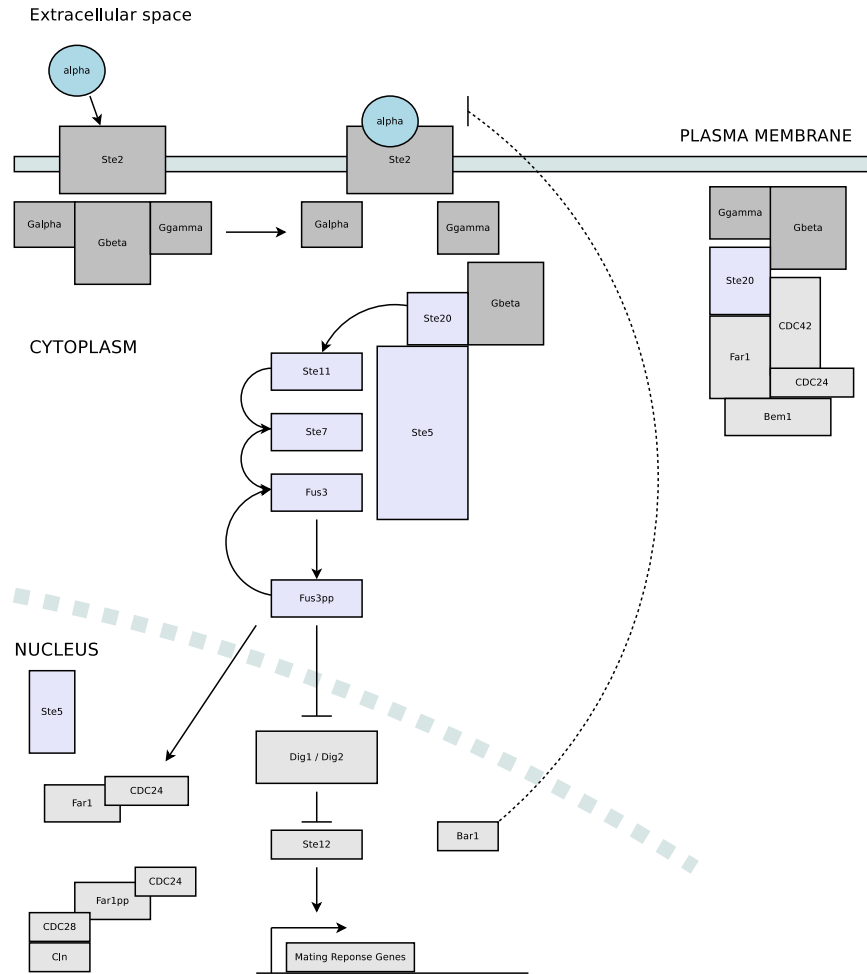 Extracellular space
alpha
alpha
PLASMA MEMBRANE
Ste2
Ste2
Galpha
Gbeta
Ggamma
Galpha
Ggamma
Ggamma
Gbeta
Ste20
Gbeta
Ste20
CDC42
Far1
CDC24
Bem1
CYTOPLASM
Ste11
Ste7
Ste5
Fus3
Fus3pp
NUCLEUS
Ste5
Dig1 / Dig2
CDC24
Far1
Ste12
Bar1
CDC24
Far1pp
CDC28
Cln
Mating Reponse Genes